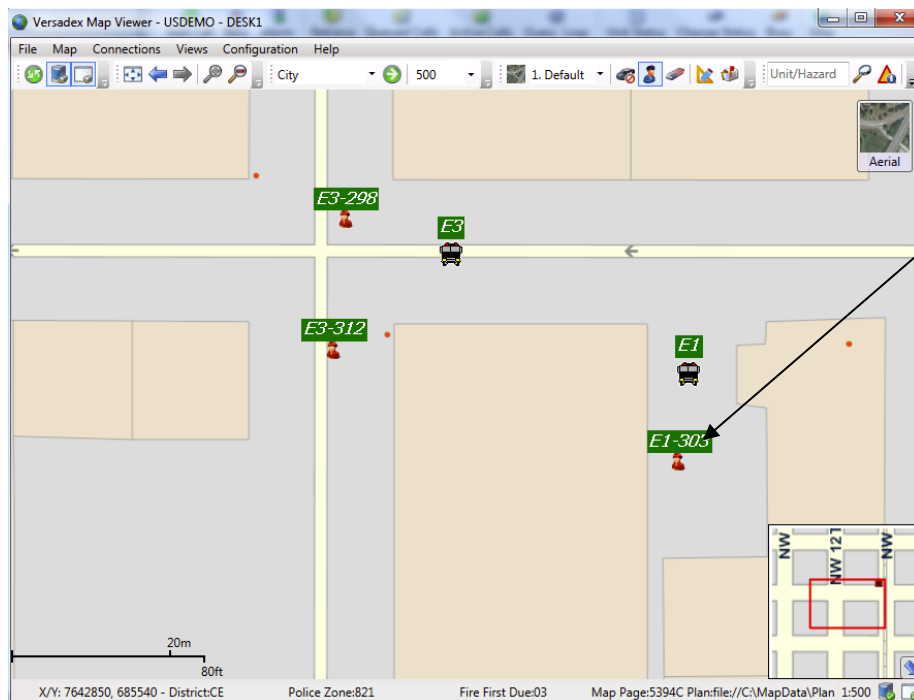 Versadex Map Viewer - USDEMO - DESK1
File Map Connections Views Configuration Help
City 500 1. Default Unit/Hazard
Aerial
E3-298
E3
E3-312
E1
E1-303
NW NW 12T NW
20m
80ft
X/Y: 7642850, 685540 - District:CE Police Zone:821 Fire First Due:03 Map Page:5394C Plan:file://C:\MapData\Plan 1:500